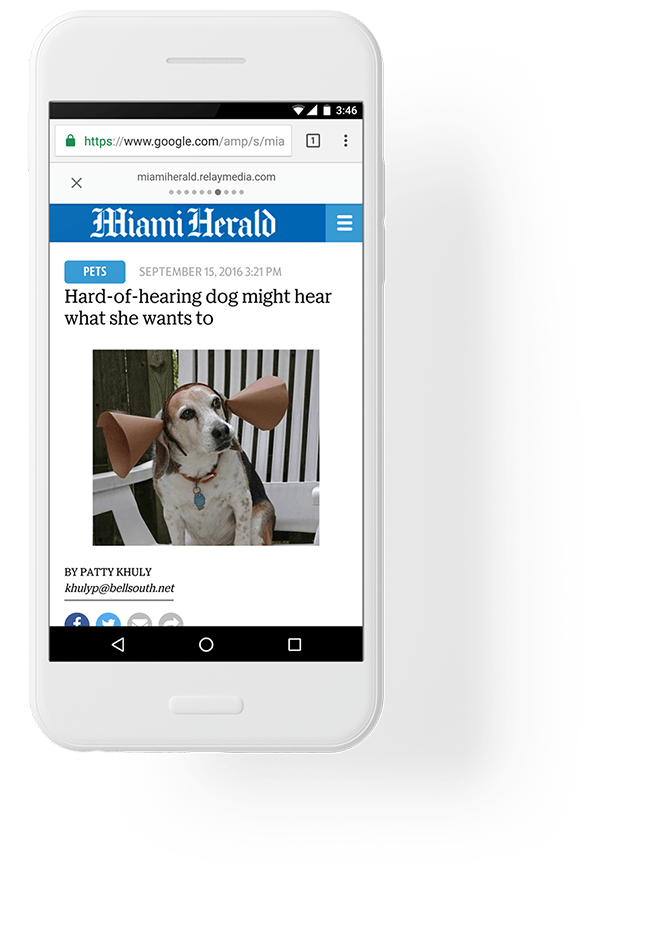 3:46
https://www.google.com/amp/s/mia
1
miamiherald.relaymedia.com
Miami Herald
PETS SEPTEMBER 15, 2016 3:21 PM
Hard-of-hearing dog might hear
what she wants to
BY PATTY KHULY
khulyp@bellsouth.net